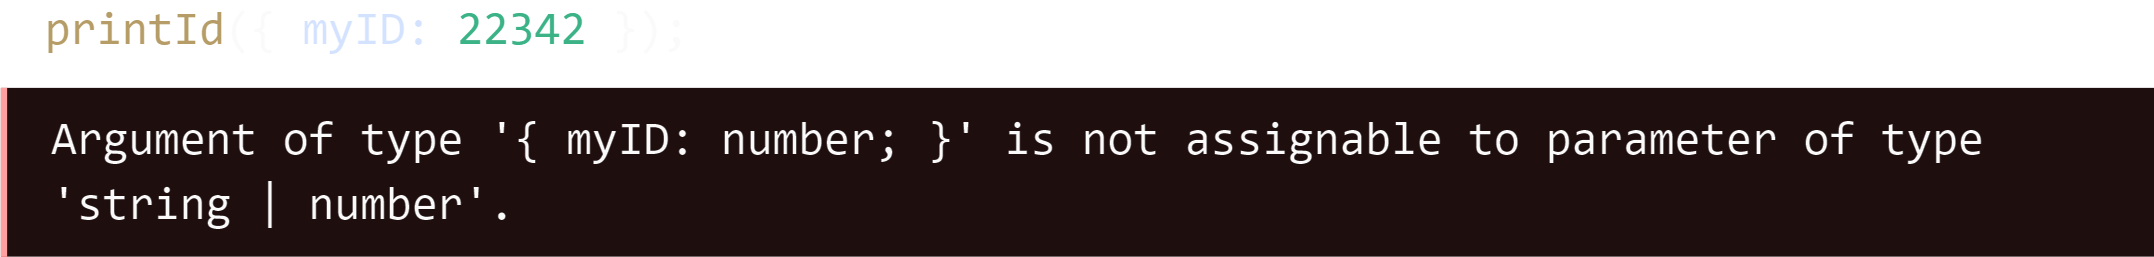 printId({ myID: 22342 });
Argument of type '{ myID: number; }' is not assignable to parameter of type
'string | number'.